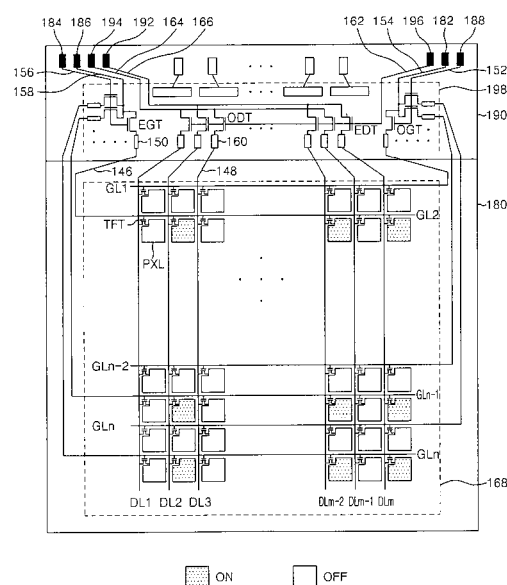 184 186 194 192 164 166 162 154 196 182 188
156
158
152
198
190
EGT ODT EDT OGT
150 160
146 148
GL1
180
TFT GL2
PXL
GLn-2
GLn-1
GLn
GLn
168
DL1 DL2 DL3 DLm-2 DLm-1 DLm
ON OFF